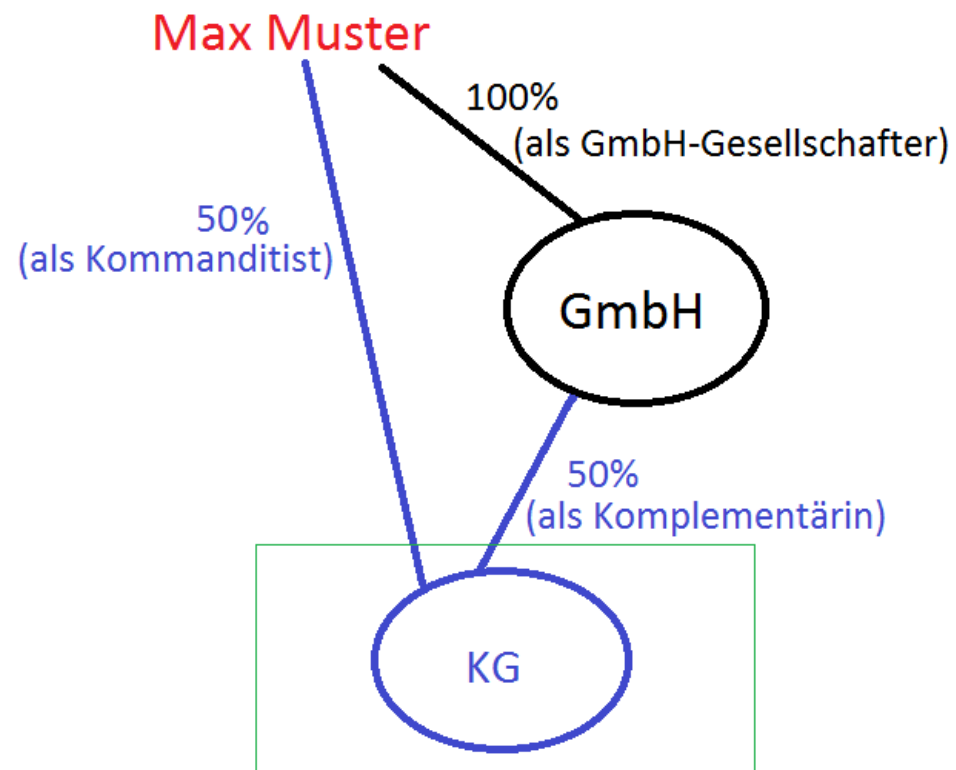 Max Muster
100%
(als GmbH-Gesellschafter)
50%
(als Kommanditist)
GmbH
50%
(als Komplementärin)
KG